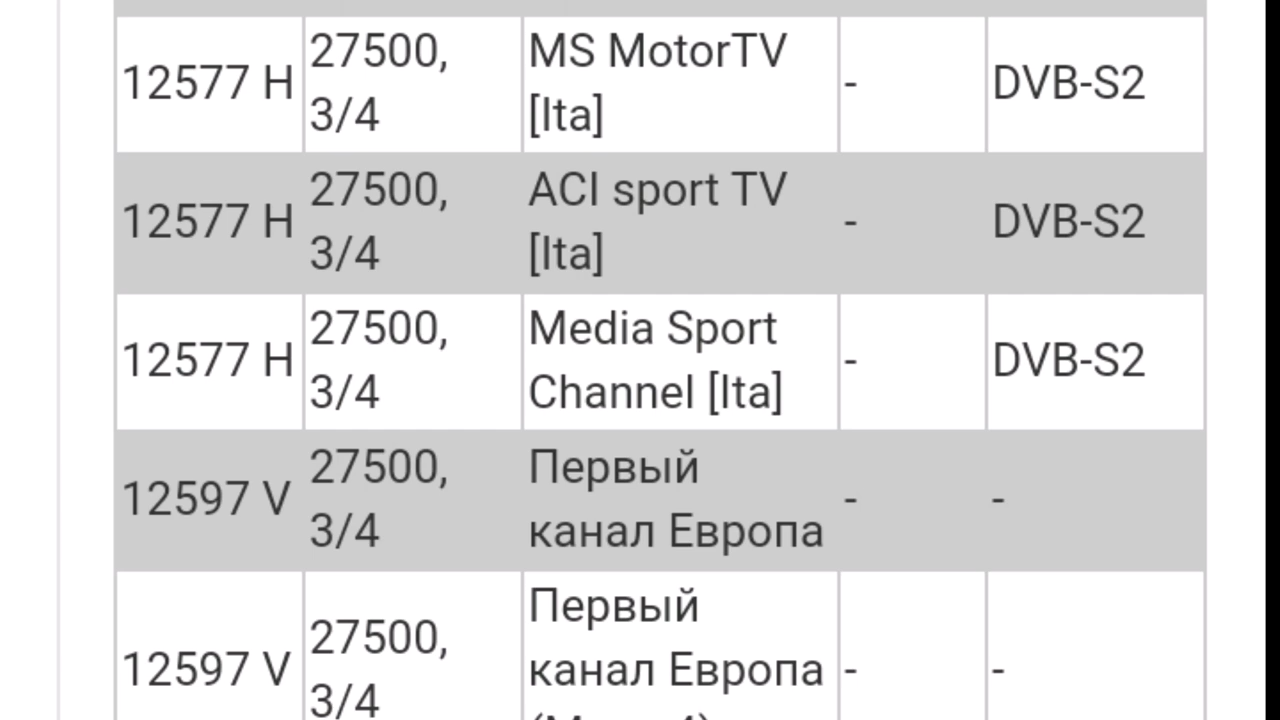 12577 H
27500,
3/4
MS MotorTV
[Ita]
-
DVB-S2
12577 H
27500,
3/4
ACI sport TV
[Ita]
-
DVB-S2
12577 H
27500,
3/4
Media Sport
Channel [Ita]
-
DVB-S2
12597 V
27500,
3/4
Первый
канал Европа
-
-
12597 V
27500,
3/4
Первый
канал Европа
-
-